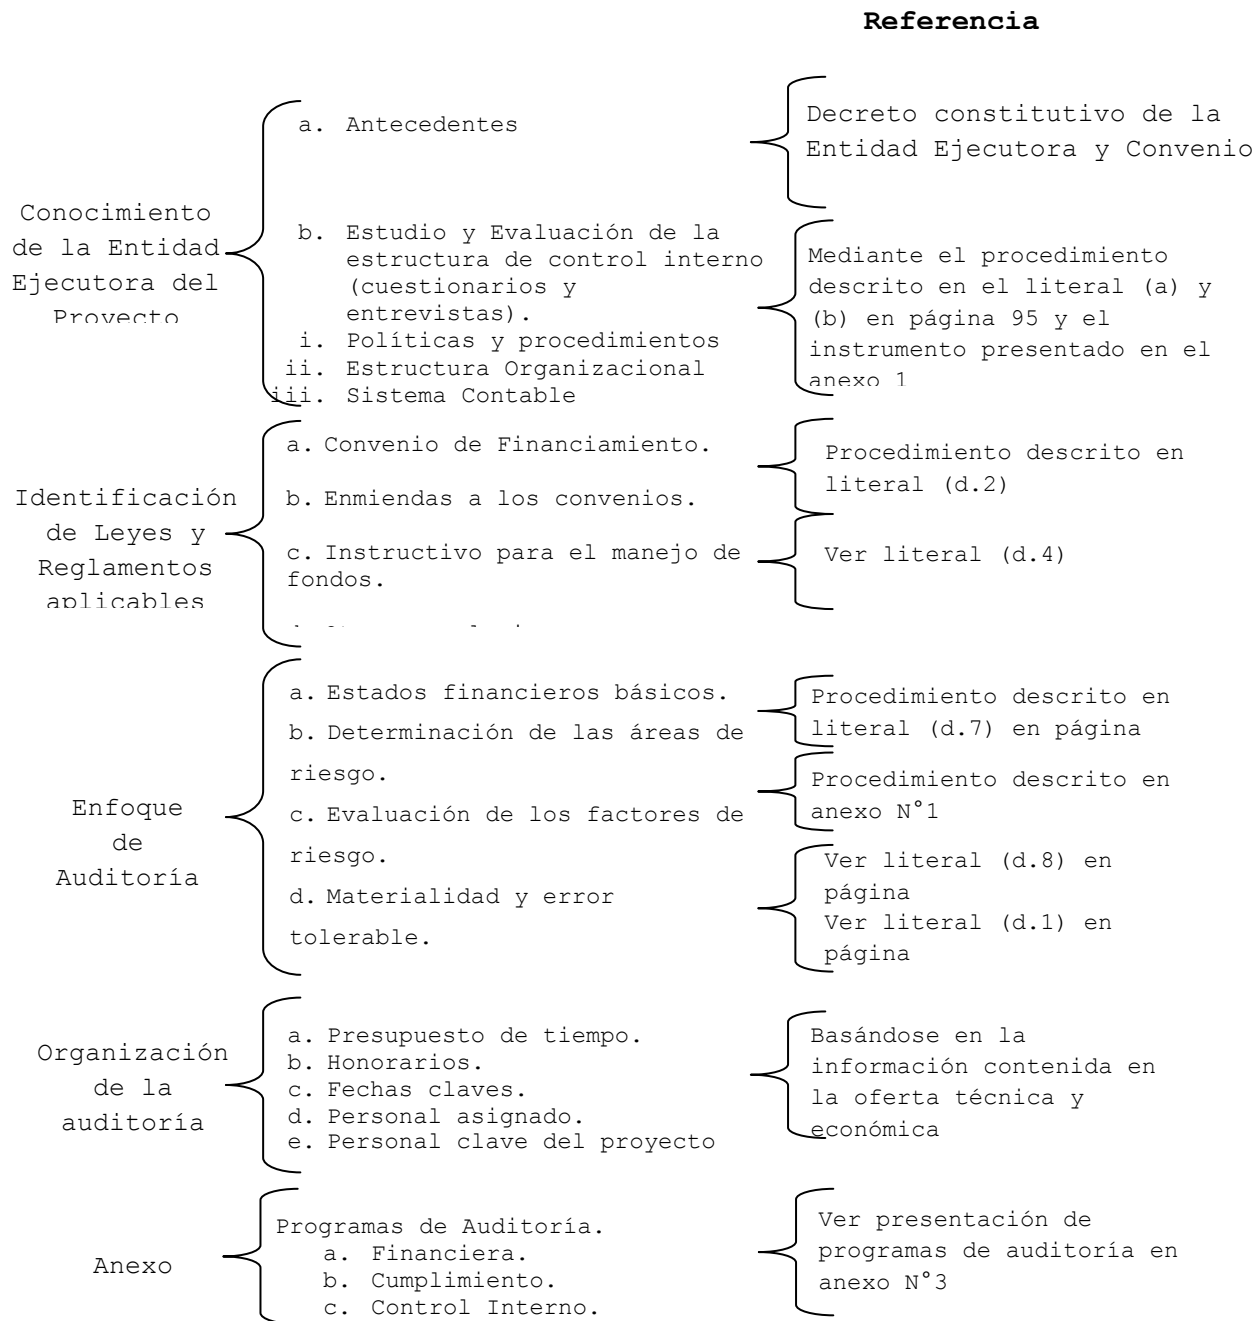 Referencia
Conocimiento
de la Entidad
Ejecutora del
Proyecto
a. Antecedentes
b. Estudio y Evaluación de la
estructura de control interno
(cuestionarios y
entrevistas).
i. Políticas y procedimientos
ii. Estructura Organizacional
iii. Sistema Contable
Decreto constitutivo de la
Entidad Ejecutora y Convenio
Mediante el procedimiento
descrito en el literal (a) y
(b) en página 95 y el
instrumento presentado en el
anexo 1
Identificación
de Leyes y
Reglamentos
aplicables
a. Convenio de Financiamiento.
b. Enmiendas a los convenios.
c. Instructivo para el manejo de
fondos.
Procedimiento descrito en
literal (d.2)
Ver literal (d.4)
Enfoque
de
Auditoría
a. Estados financieros básicos.
b. Determinación de las áreas de
riesgo.
c. Evaluación de los factores de
riesgo.
d. Materialidad y error
tolerable.
Procedimiento descrito en
literal (d.7) en página
Procedimiento descrito en
anexo N°1
Ver literal (d.8) en
página
Ver literal (d.1) en
página
Organización
de la
auditoría
a. Presupuesto de tiempo.
b. Honorarios.
c. Fechas claves.
d. Personal asignado.
e. Personal clave del proyecto
Basándose en la
información contenida en
la oferta técnica y
económica
Anexo
Programas de Auditoría.
a. Financiera.
b. Cumplimiento.
c. Control Interno.
Ver presentación de
programas de auditoría en
anexo N°3